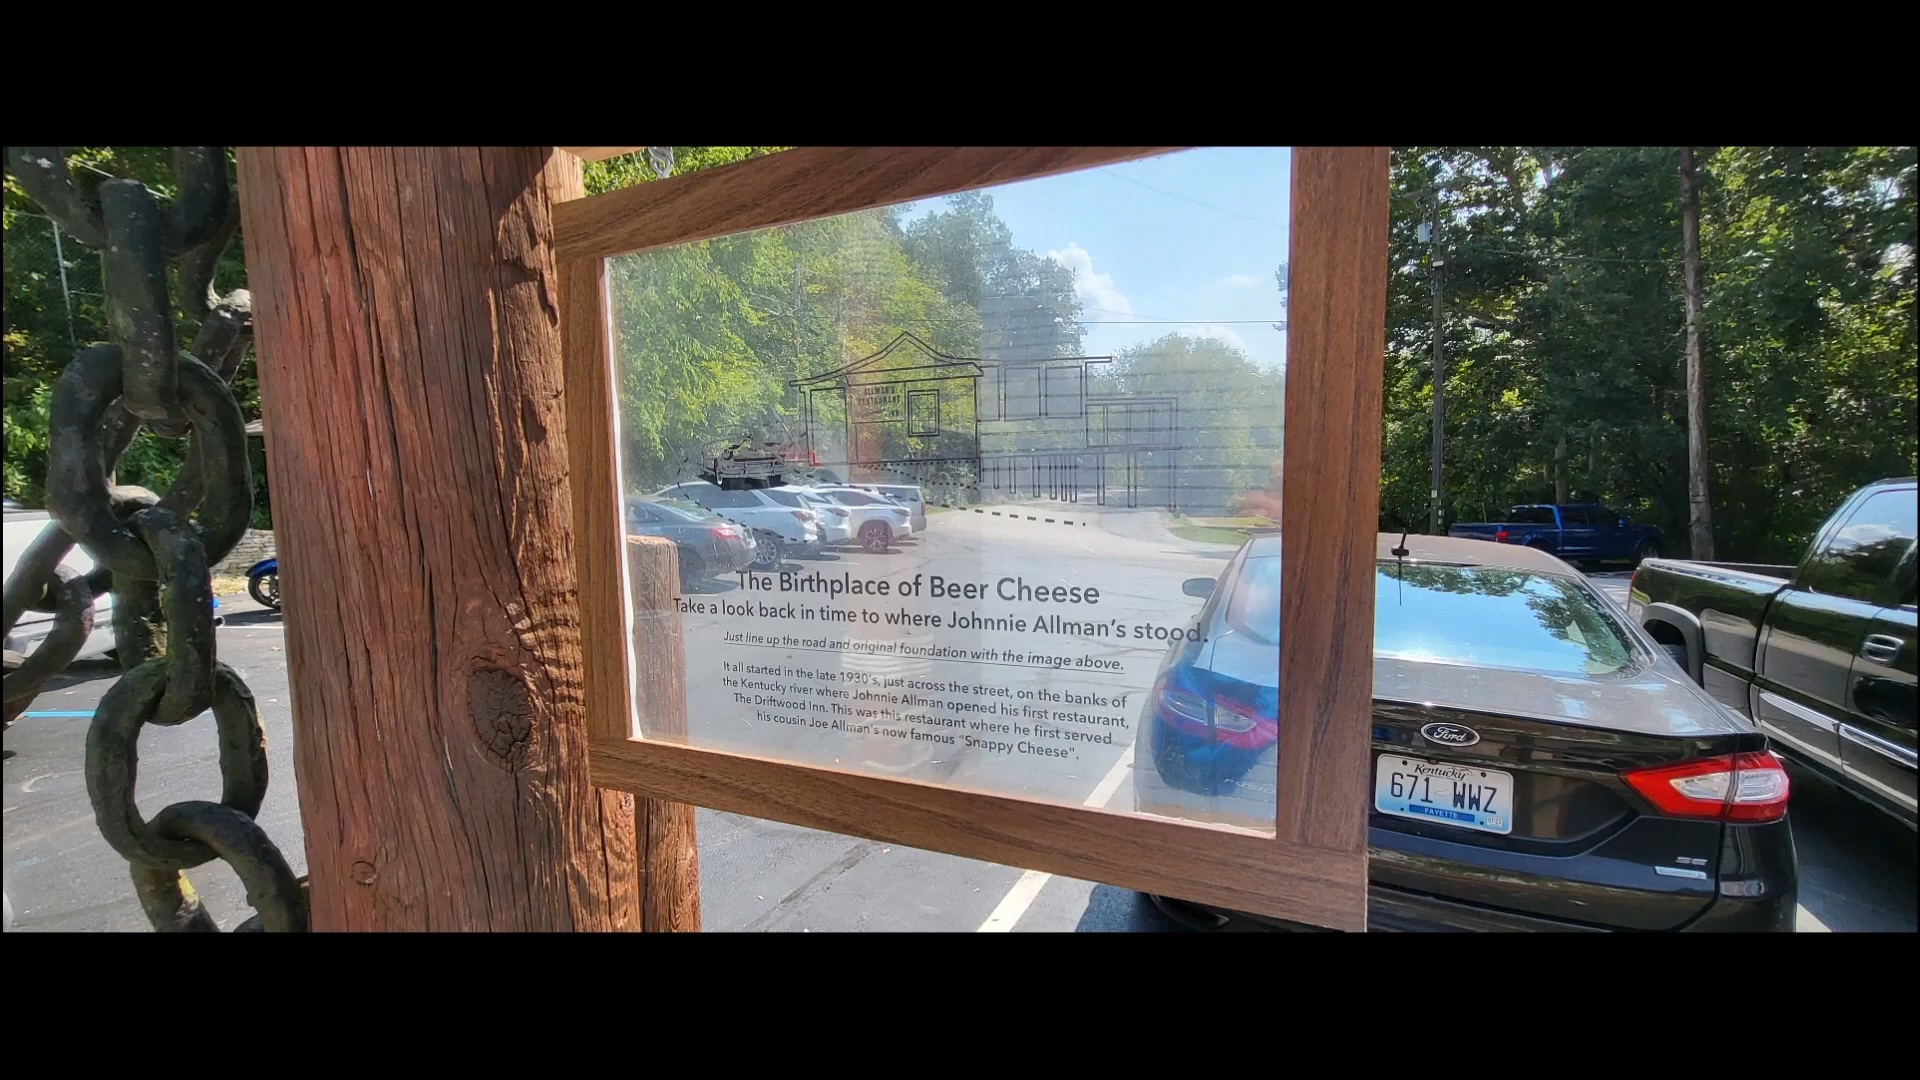 ALLMAN'S
RESTAURANT
The Birthplace of Beer Cheese
Take a look back in time to where Johnnie Allman's stood.
Just line up the road and original foundation with the image above.
It all started in the late 1930's, just across the street, on the banks of
the Kentucky river where Johnnie Allman opened his first restaurant,
The Driftwood Inn. This was this restaurant where he first served
his cousin Joe Allman's now famous "Snappy Cheese".
Ford
Kentucky
671 WWZ
FAYETTE